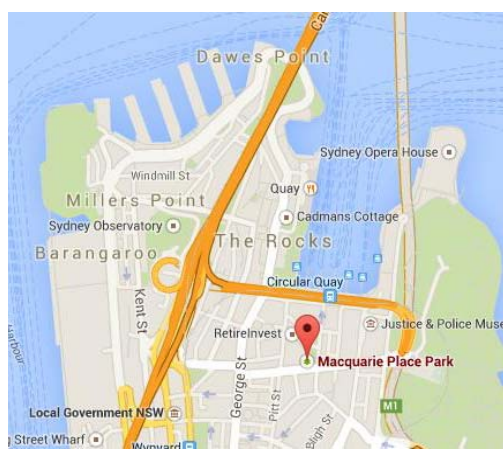 Cal
Dawes Point
Sydney Opera House
Windmill St
Quay
Millers Point
Cadmans Cottage
Sydney Observatory
The Rocks
Barangaroo
Circular Quay
Kent St
Harbour
RetireInvest
Justice & Police Muse
Macquarie Place Park
George St
Pitt St
M1
Local Government NSW
Bligh St
g Street Wharf
Wynyard